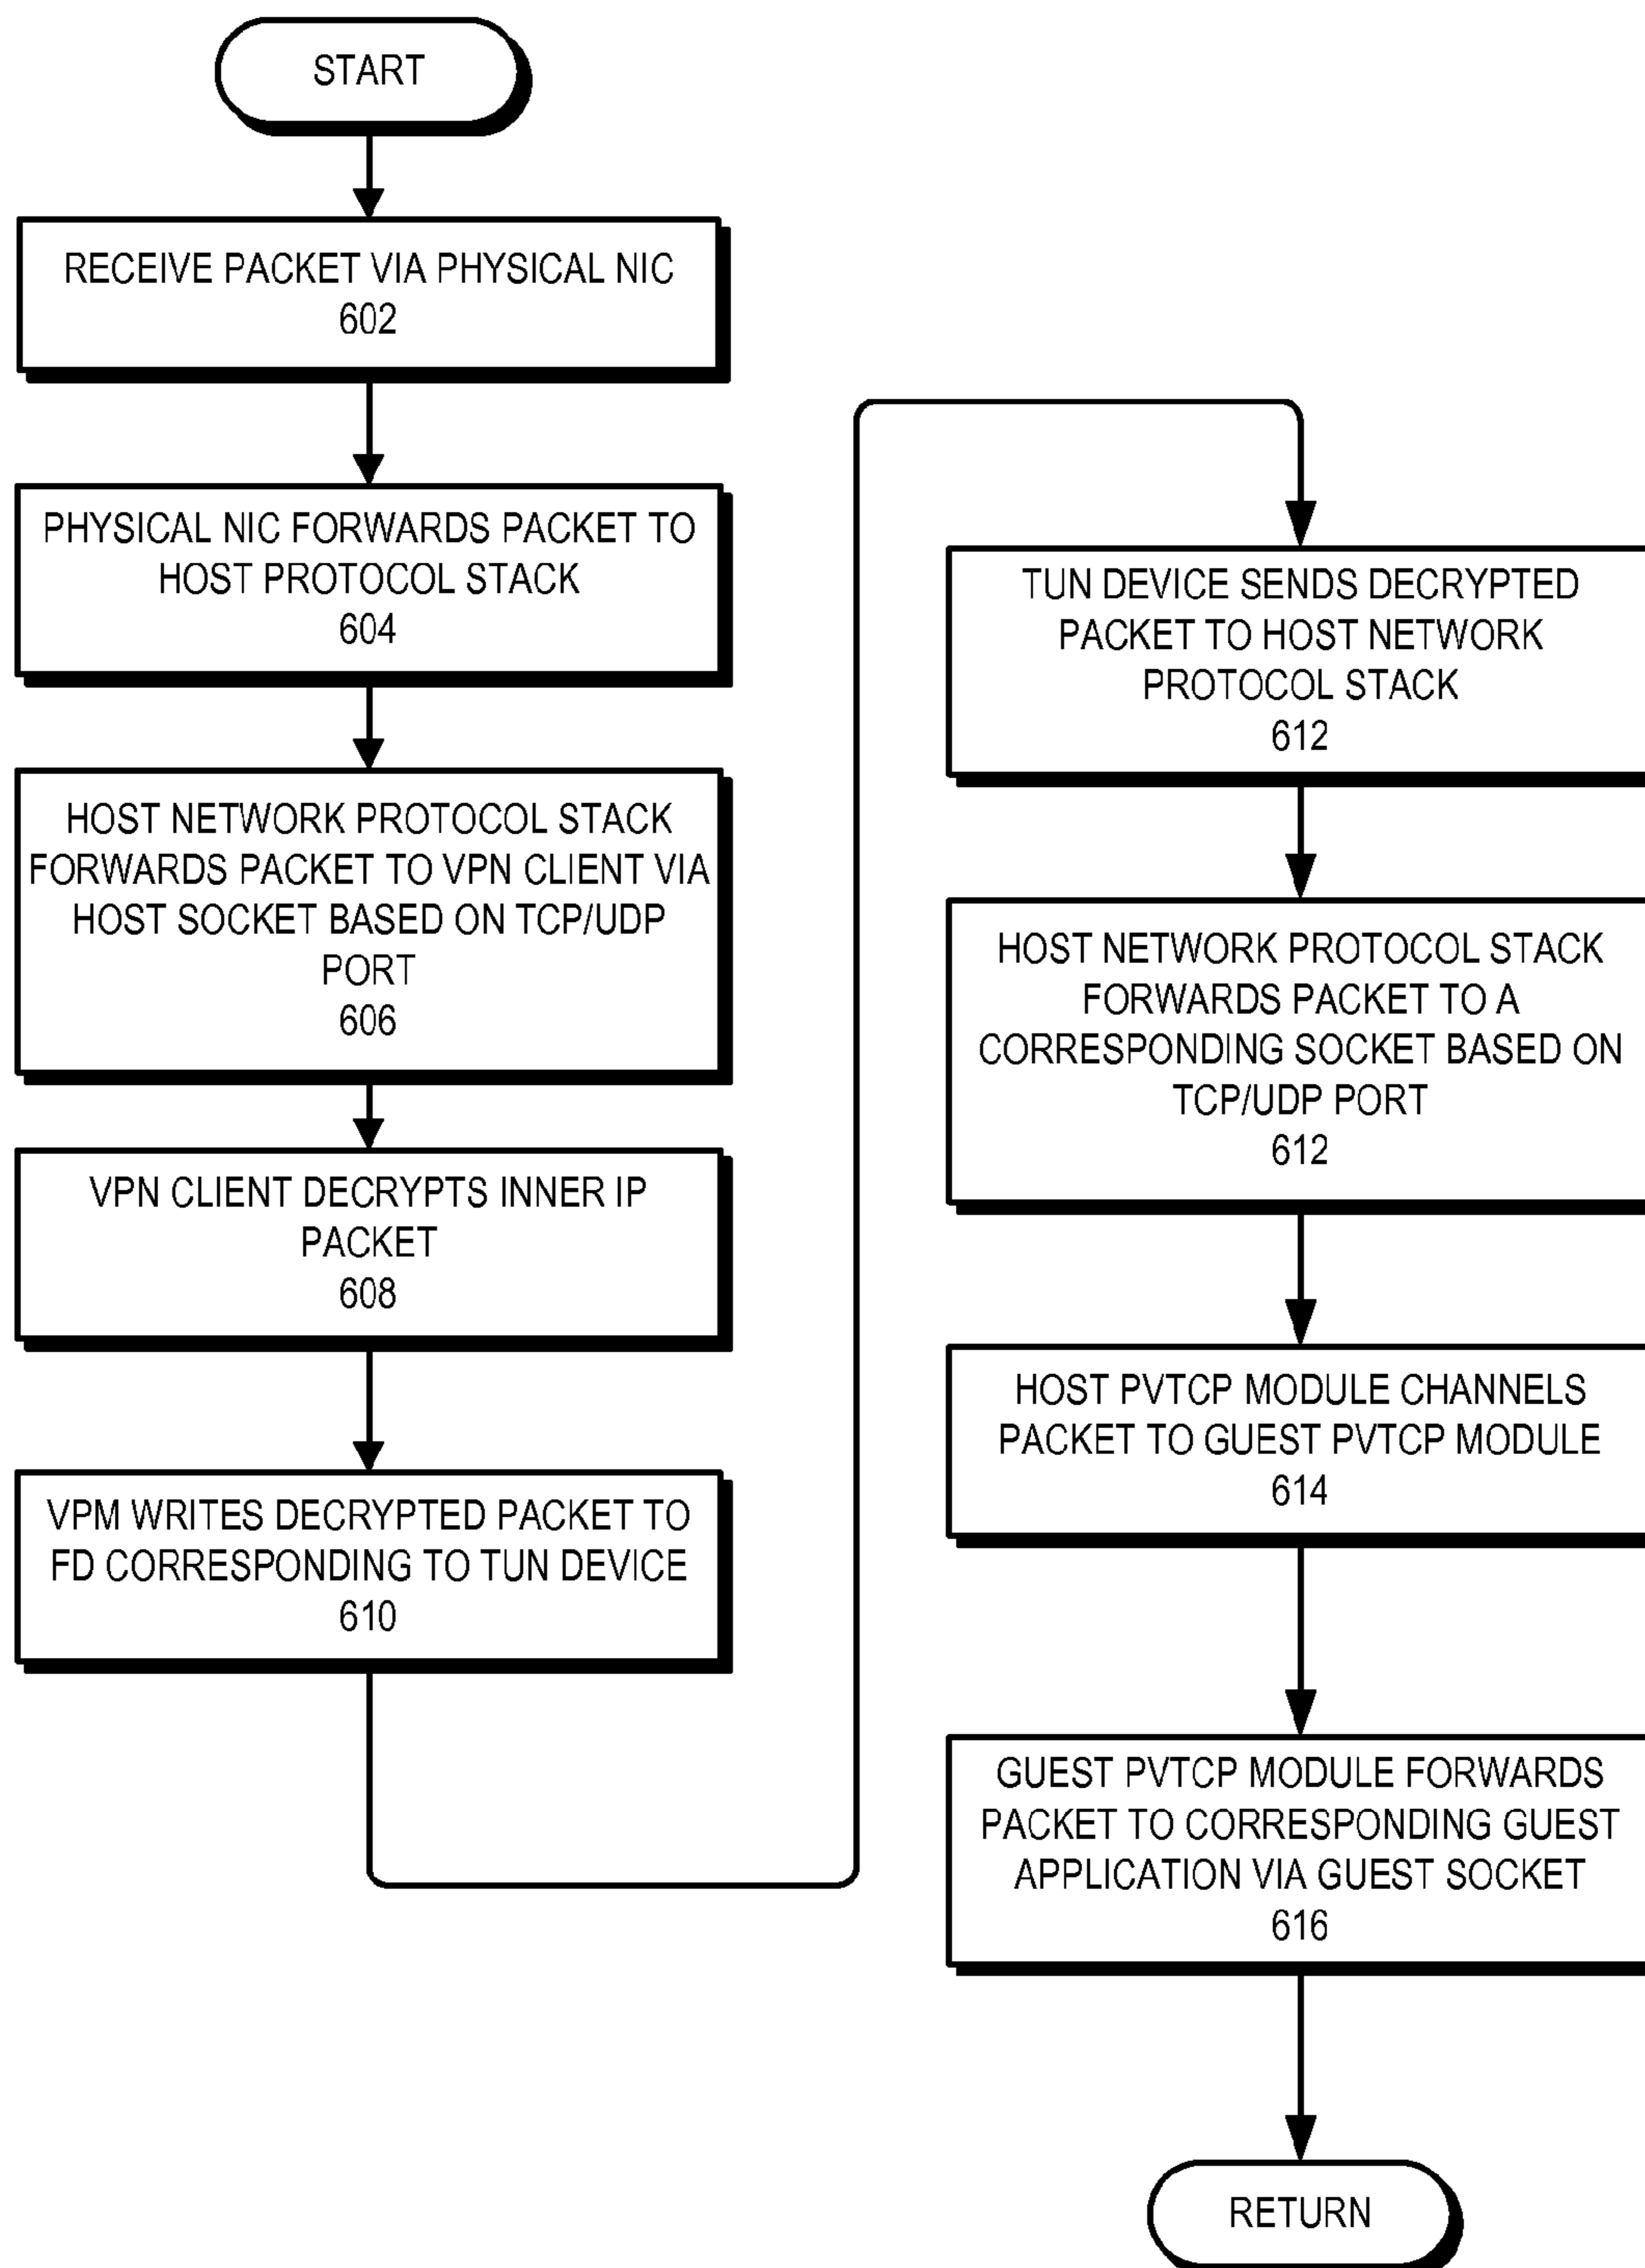 START
RECEIVE PACKET VIA PHYSICAL NIC
602
PHYSICAL NIC FORWARDS PACKET TO
HOST PROTOCOL STACK
604
HOST NETWORK PROTOCOL STACK
FORWARDS PACKET TO VPN CLIENT VIA
HOST SOCKET BASED ON TCP/UDP
PORT
606
VPN CLIENT DECRYPTS INNER IP
PACKET
608
VPM WRITES DECRYPTED PACKET TO
FD CORRESPONDING TO TUN DEVICE
610
TUN DEVICE SENDS DECRYPTED
PACKET TO HOST NETWORK
PROTOCOL STACK
612
HOST NETWORK PROTOCOL STACK
FORWARDS PACKET TO A
CORRESPONDING SOCKET BASED ON
TCP/UDP PORT
612
HOST PVTCP MODULE CHANNELS
PACKET TO GUEST PVTCP MODULE
614
GUEST PVTCP MODULE FORWARDS
PACKET TO CORRESPONDING GUEST
APPLICATION VIA GUEST SOCKET
616
RETURN